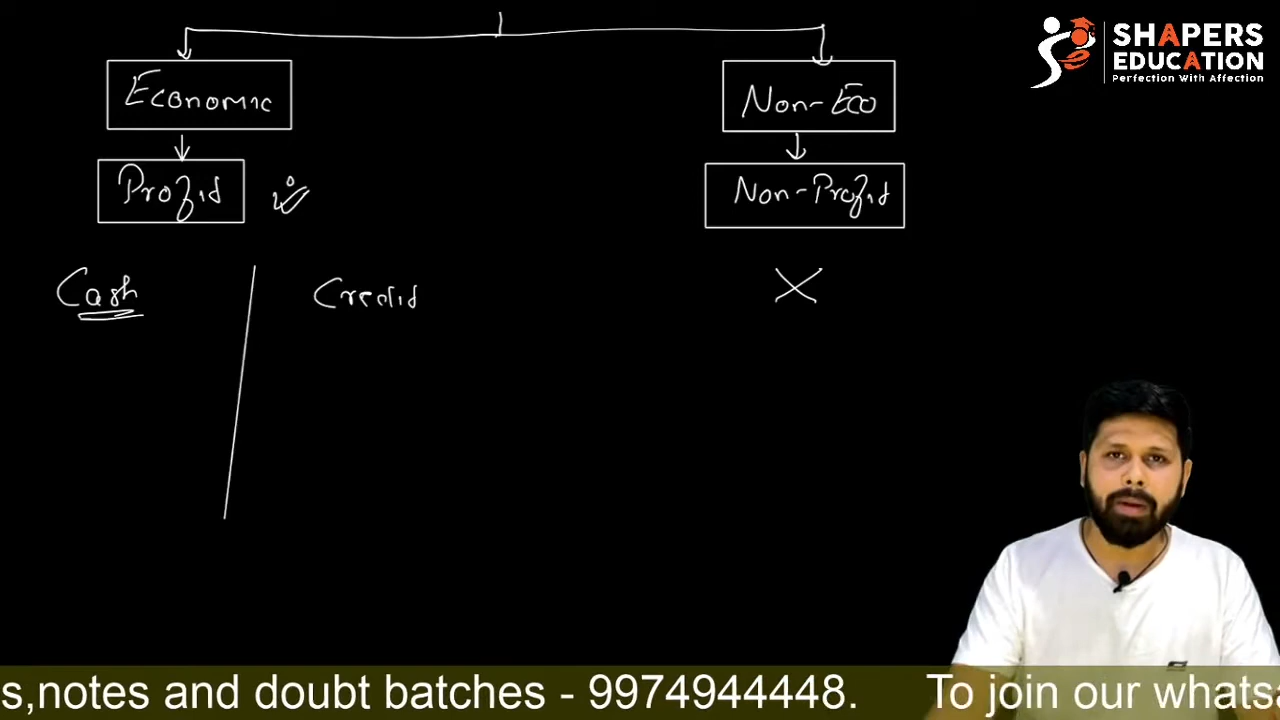 SHAPERS
EDUCATION
Perfection With Affection
Economic
Non-Eco
Profit
Non-Profit
Cash
Credit
s,notes and doubt batches - 9974944448. To join our whatsa